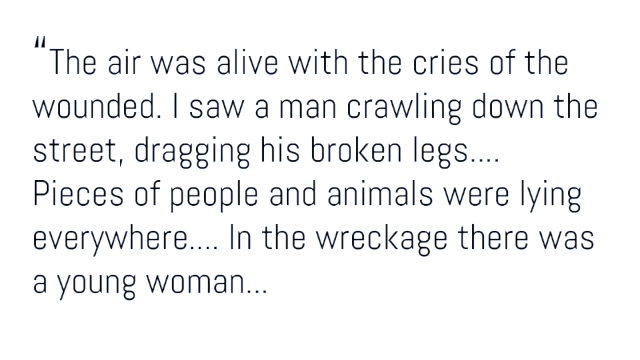 “The air was alive with the cries of the
wounded. I saw a man crawling down the
street, dragging his broken legs....
Pieces of people and animals were lying
everywhere.... In the wreckage there was
a young woman...